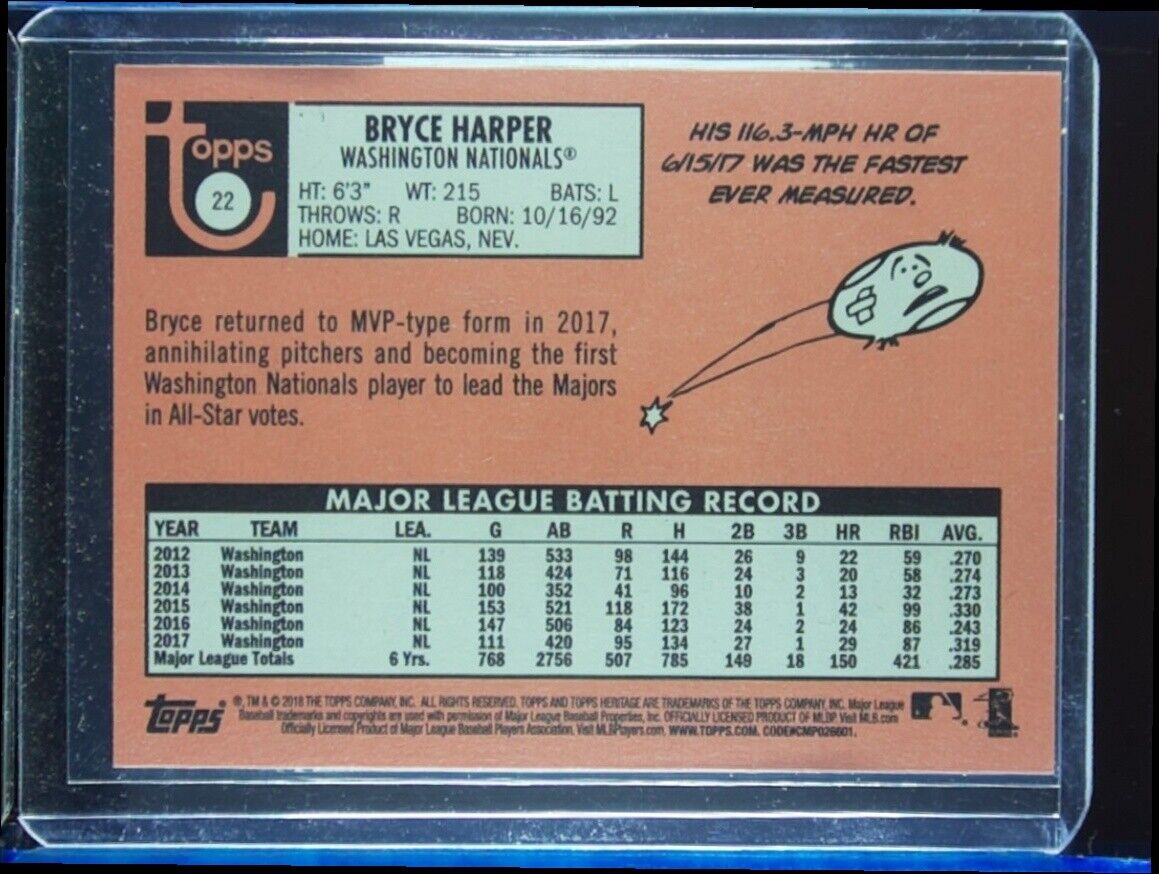 topps
22
BRYCE HARPER
WASHINGTON NATIONALS®
HT: 6'3" WT: 215 BATS: L
THROWS: R BORN: 10/16/92
HOME: LAS VEGAS, NEV.
HIS 116.3-MPH HR OF
6/15/17 WAS THE FASTEST
EVER MEASURED.
Bryce returned to MVP-type form in 2017,
annihilating pitchers and becoming the first
Washington Nationals player to lead the Majors
in All-Star votes.
MAJOR LEAGUE BATTING RECORD
YEAR TEAM LEA. G AB R H 2B 3B HR RBI AVG.
2012 Washington NL 139 533 98 144 26 9 22 59 .270
2013 Washington NL 118 424 71 116 24 3 20 58 .274
2014 Washington NL 100 352 41 96 10 2 13 32 .273
2015 Washington NL 153 521 118 172 38 1 42 99 .330
2016 Washington NL 147 506 84 123 24 2 24 86 .243
2017 Washington NL 111 420 95 134 27 1 29 87 .319
Major League Totals 6 Yrs. 768 2756 507 785 149 18 150 421 .285
TOPPS
®, TM & © 2018 THE TOPPS COMPANY, INC. ALL RIGHTS RESERVED. TOPPS AND TOPPS HERITAGE ARE TRADEMARKS OF THE TOPPS COMPANY, INC. Major League
Baseball trademarks and copyrights are used with permission of Major League Baseball Properties, Inc. OFFICIALLY LICENSED PRODUCT OF MLBP. Visit MLB.com
Officially Licensed Product of Major League Baseball Players Association. Visit MLBPlayers.com. WWW.TOPPS.COM. CODE#CMP026601.